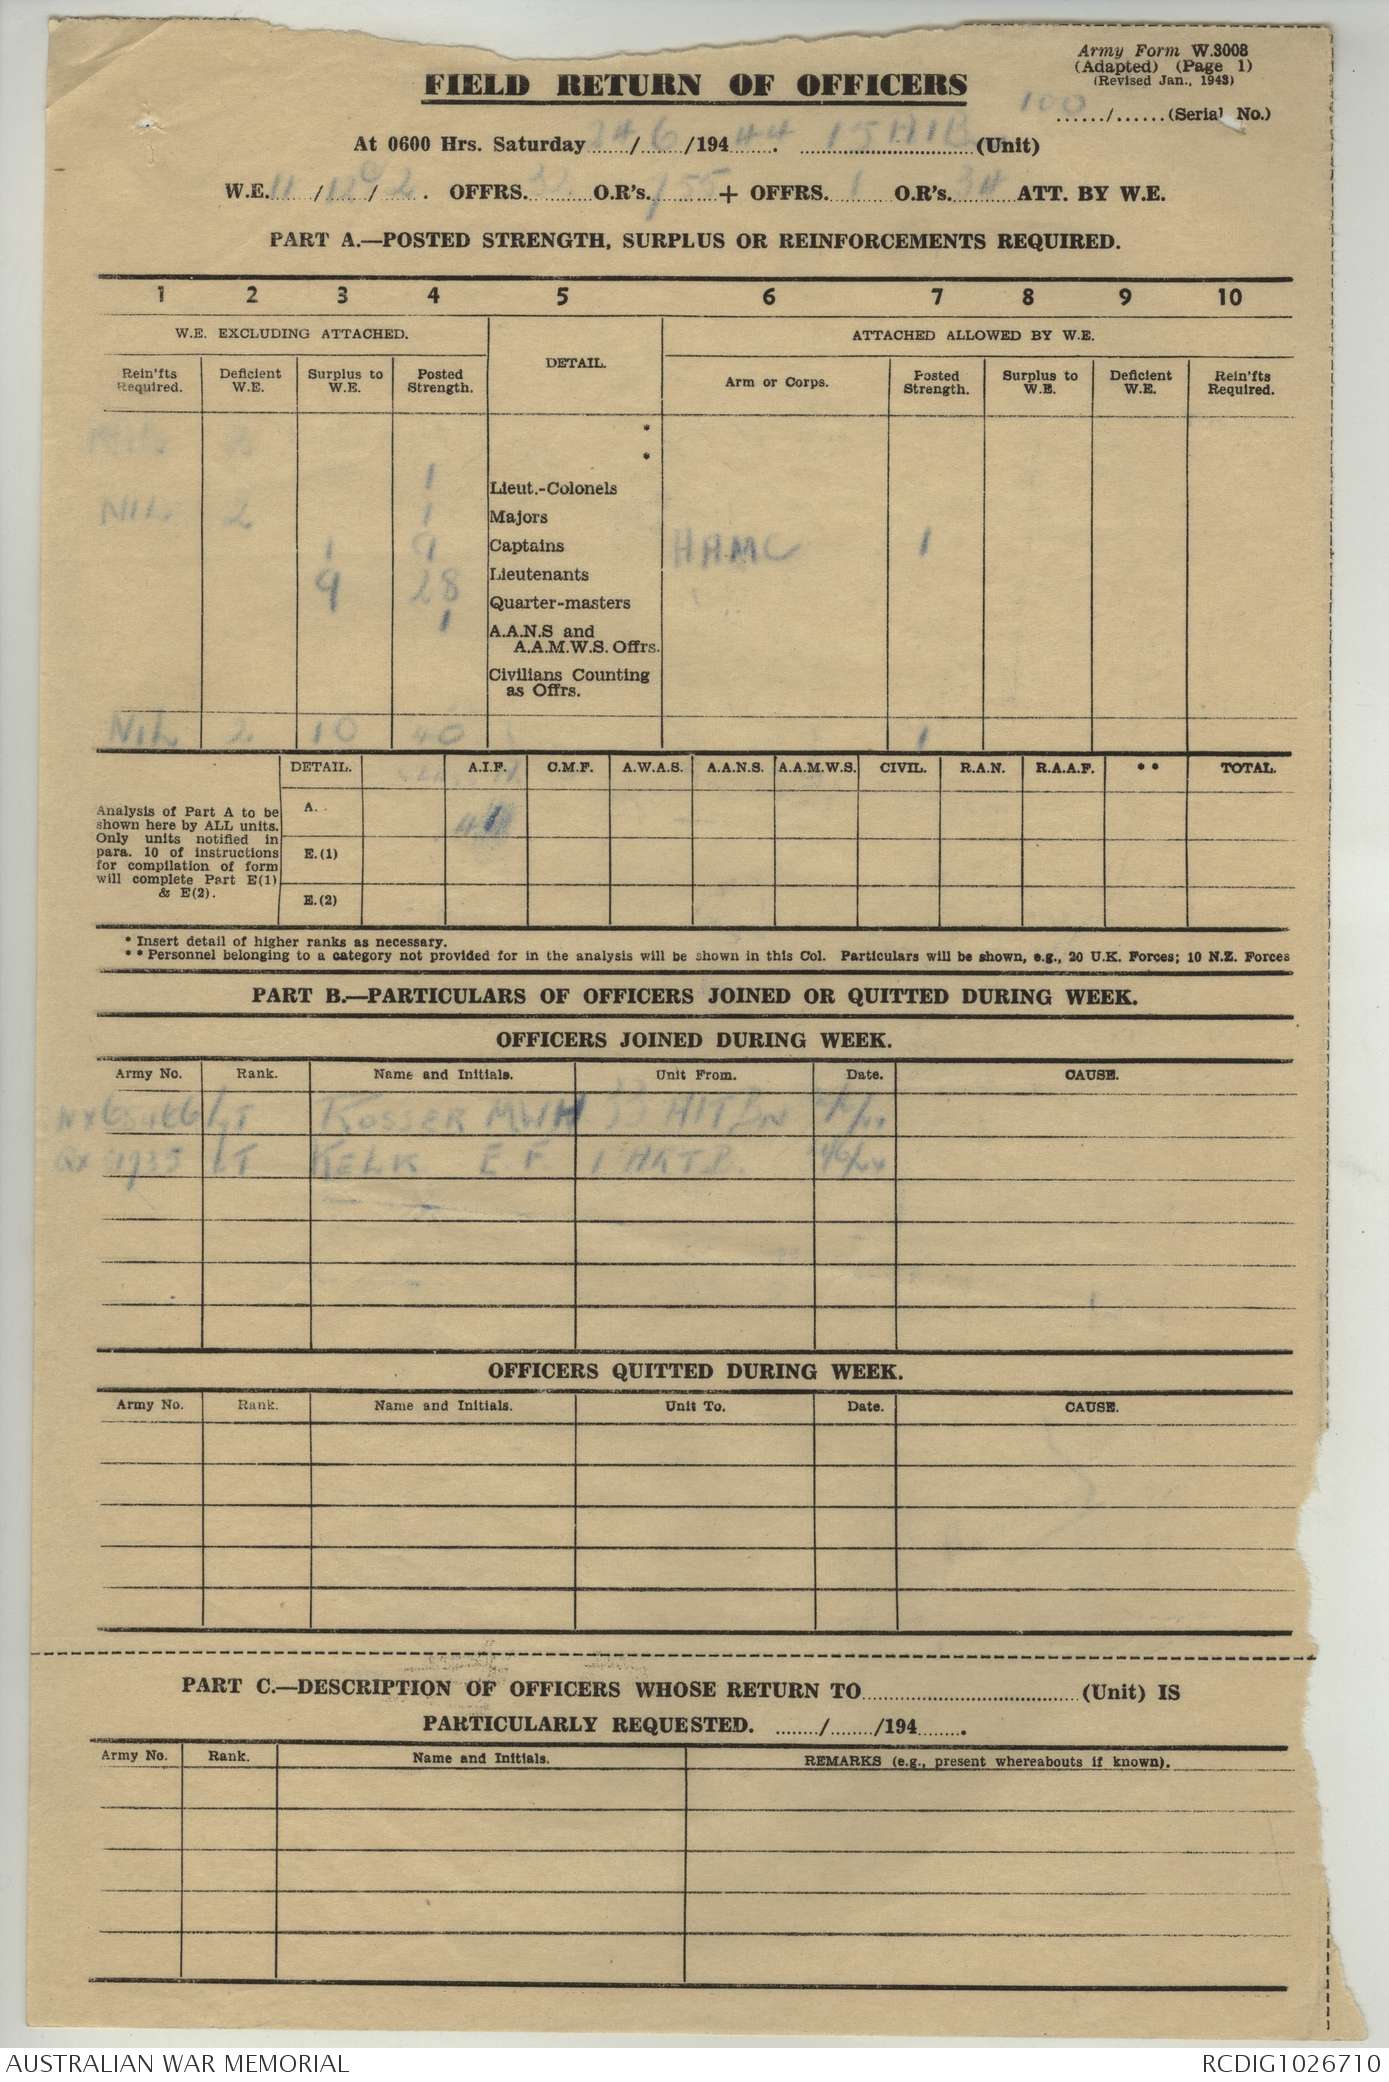 Army Form W.3008
(Adapted) (Page 1)
(Revised Jan., 1943)
FIELD RETURN OF OFFICERS
100
....../......(Serial No.)
At 0600 Hrs. Saturday 24/6/194 44. (Unit)
W.E. 11/12/2. OFFRS. 32 O.R's. 755 + OFFRS. 1 O.R's. 34 ATT. BY W.E.
PART A.—POSTED STRENGTH, SURPLUS OR REINFORCEMENTS REQUIRED.
1 2 3 4 5 6 7 8 9 10
W.E. EXCLUDING ATTACHED. DETAIL. ATTACHED ALLOWED BY W.E.
Rein'fts Required. Deficient W.E. Surplus to W.E. Posted Strength. Arm or Corps. Posted Strength. Surplus to W.E. Deficient W.E. Rein'fts Required.
*
*
1 Lieut.-Colonels
NIL 2 1 Majors
1 9 Captains AAMC 1
9 28 Lieutenants
1 Quarter-masters
A.A.N.S and
A.A.M.W.S. Offrs.
Civilians Counting
as Offrs.
NIL 2 10 40 1
DETAIL. A.I.F. C.M.F. A.W.A.S. A.A.N.S. A.A.M.W.S. CIVIL. R.A.N. R.A.A.F. ** TOTAL.
Analysis of Part A to be
shown here by ALL units.
Only units notified in
para. 10 of instructions
for compilation of form
will complete Part E(1)
& E(2).
A. 41
E.(1)
E.(2)
* Insert detail of higher ranks as necessary.
** Personnel belonging to a category not provided for in the analysis will be shown in this Col. Particulars will be shown, e.g., 20 U.K. Forces; 10 N.Z. Forces
PART B.—PARTICULARS OF OFFICERS JOINED OR QUITTED DURING WEEK.
OFFICERS JOINED DURING WEEK.
Army No. Rank. Name and Initials. Unit From. Date. CAUSE.
LT ROSSER MWH 33
LT KELK E F
OFFICERS QUITTED DURING WEEK.
Army No. Rank. Name and Initials. Unit To. Date. CAUSE.
PART C.—DESCRIPTION OF OFFICERS WHOSE RETURN TO..............................(Unit) IS
PARTICULARLY REQUESTED. ......../......../194........
Army No. Rank. Name and Initials. REMARKS (e.g., present whereabouts if known).
AUSTRALIAN WAR MEMORIAL
RCDIG1026710